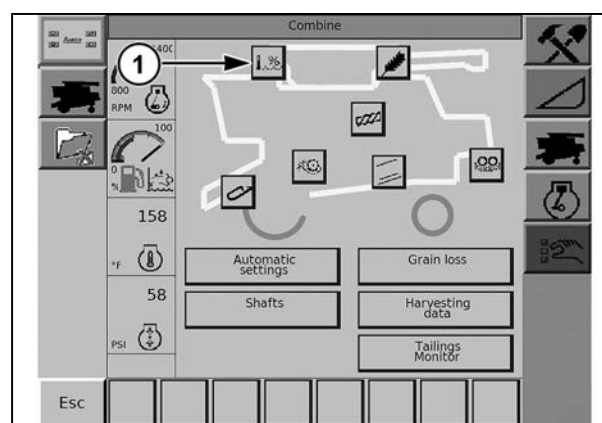 Combine
1
%
1400
800
RPM
100
0
%
158
°F
58
PSI
Automatic
settings
Grain loss
Shafts
Harvesting
data
Tailings
Monitor
Esc